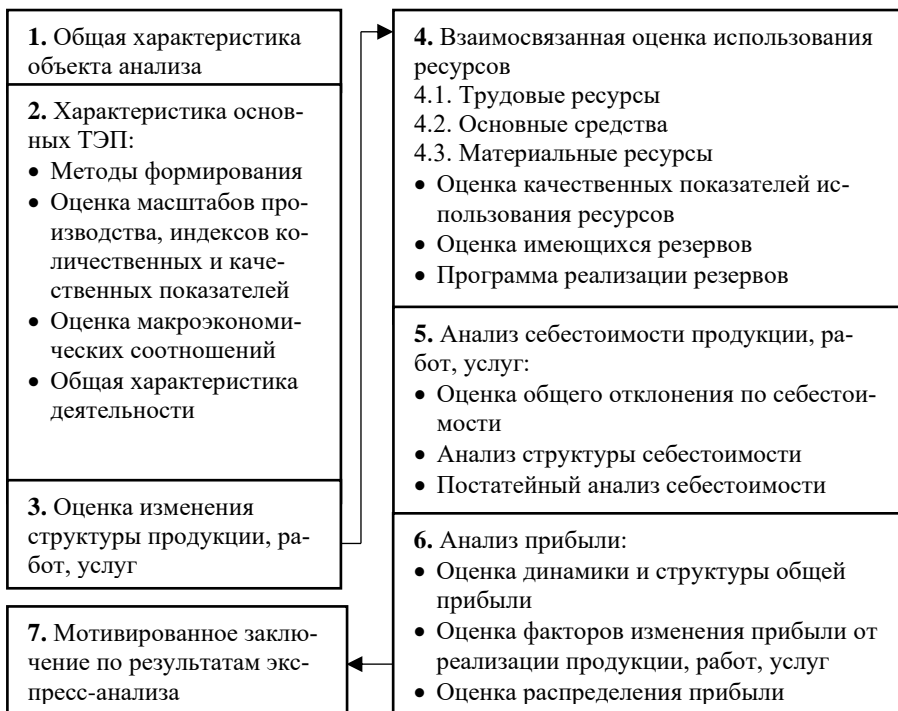 1. Общая характеристика
объекта анализа
2. Характеристика основ-
ных ТЭП:
• Методы формирования
• Оценка масштабов про-
изводства, индексов ко-
личественных и каче-
ственных показателей
• Оценка макроэкономи-
ческих соотношений
• Общая характеристика
деятельности
3. Оценка изменения
структуры продукции, ра-
бот, услуг
4. Взаимосвязанная оценка использования
ресурсов
4.1. Трудовые ресурсы
4.2. Основные средства
4.3. Материальные ресурсы
• Оценка качественных показателей ис-
пользования ресурсов
• Оценка имеющихся резервов
• Программа реализации резервов
5. Анализ себестоимости продукции, ра-
бот, услуг:
• Оценка общего отклонения по себестои-
мости
• Анализ структуры себестоимости
• Постатейный анализ себестоимости
6. Анализ прибыли:
• Оценка динамики и структуры общей
прибыли
• Оценка факторов изменения прибыли от
реализации продукции, работ, услуг
• Оценка распределения прибыли
7. Мотивированное заклю-
чение по результатам экс-
пресс-анализа